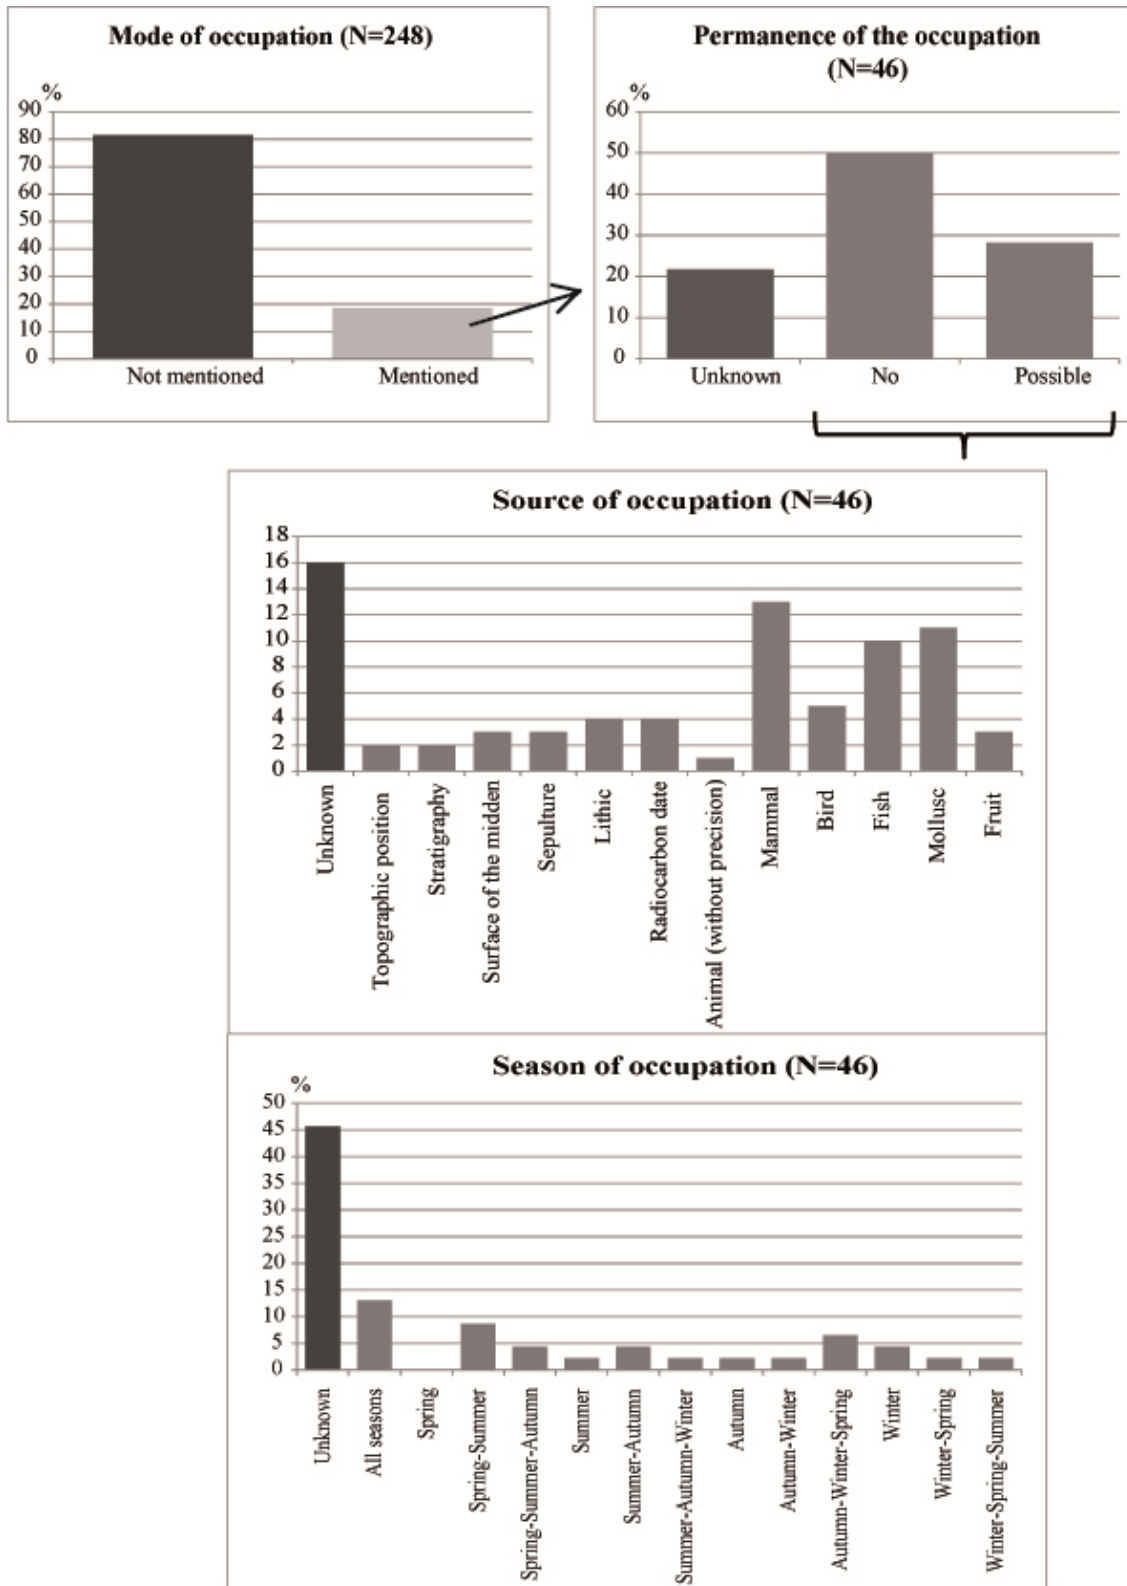 Mode of occupation (N=248)
%
90
80
70
60
50
40
30
20
10
0
Not mentioned
Mentioned
Permanence of the occupation
(N=46)
%
60
50
40
30
20
10
0
Unknown
No
Possible
Source of occupation (N=46)
18
16
14
12
10
8
6
4
2
0
Unknown
Topographic position
Stratigraphy
Surface of the midden
Sepulture
Lithic
Radiocarbon date
Animal (without precision)
Mammal
Bird
Fish
Mollusc
Fruit
Season of occupation (N=46)
%
50
45
40
35
30
25
20
15
10
5
0
Unknown
All seasons
Spring
Spring-Summer
Spring-Summer-Autumn
Summer
Summer-Autumn
Summer-Autumn-Winter
Autumn
Autumn-Winter
Autumn-Winter-Spring
Winter
Winter-Spring
Winter-Spring-Summer